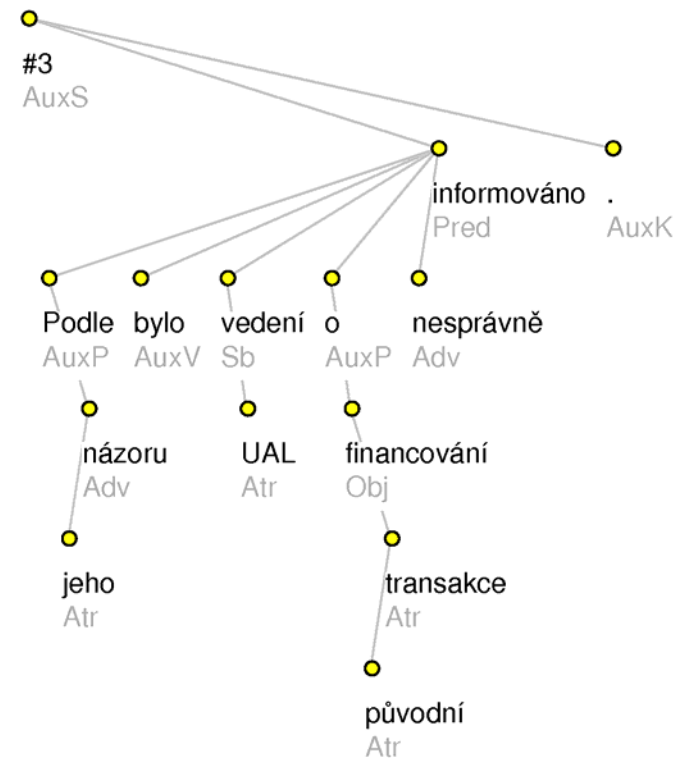 #3
AuxS
informováno .
Pred AuxK
Podle bylo vedení o nesprávně
AuxP AuxV Sb AuxP Adv
názoru UAL financování
Adv Atr Obj
jeho transakce
Atr Atr
původní
Atr